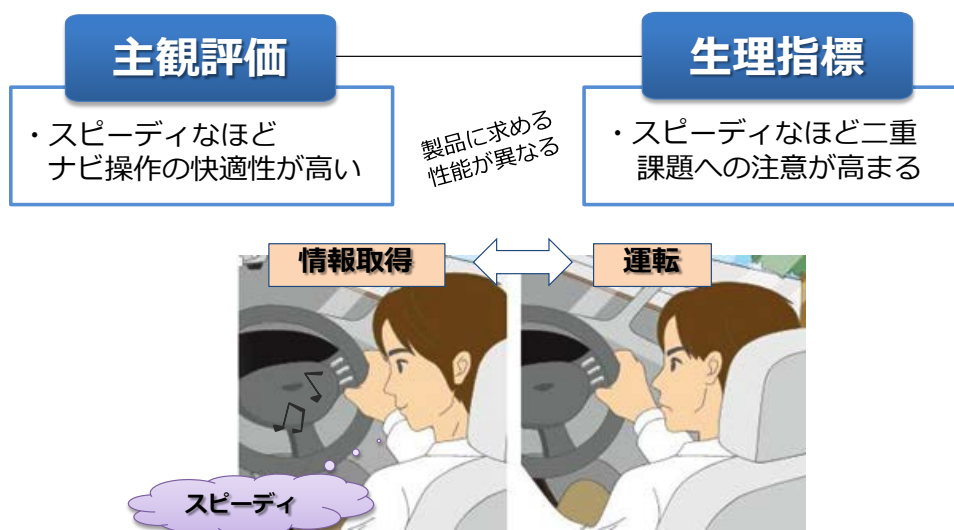 主観評価
生理指標
・スピーディなほど
ナビ操作の快適性が高い
製品に求める
性能が異なる
・スピーディなほど二重
課題への注意が高まる
情報取得
運転
スピーディ